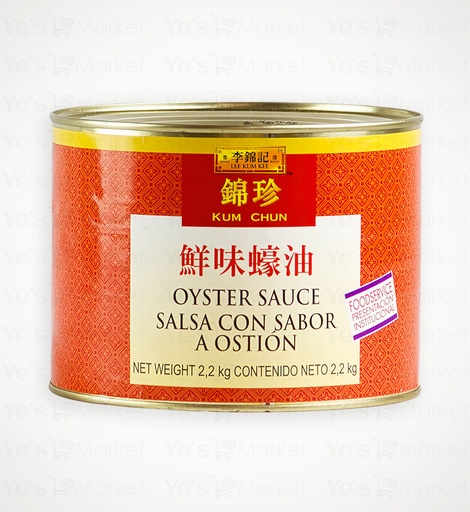 李錦記
LEE KUM KEE
錦珍
KUM CHUN
鮮味蠔油
OYSTER SAUCE
SALSA CON SABOR
A OSTIÓN
NET WEIGHT 2,2 kg CONTENIDO NETO 2,2 kg
FOODSERVICE
PRESENTACIÓN
INSTITUCIONAL
Ye's Market